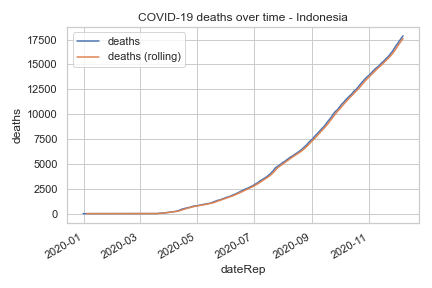 COVID-19 deaths over time - Indonesia
deaths
deaths (rolling)
17500
15000
12500
10000
7500
5000
2500
0
deaths
2020-01
2020-03
2020-05
2020-07
2020-09
2020-11
dateRep